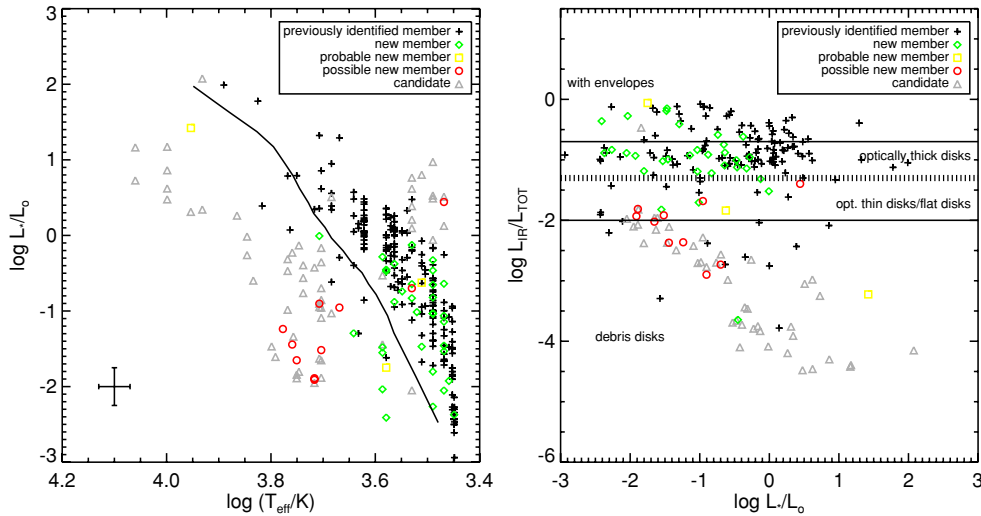 previously identified member
new member
probable new member
possible new member
candidate
3
2
1
0
-1
-2
-3
log L*/Lo
4.2
4.0
3.8
3.6
3.4
log (Teff/K)
previously identified member
new member
probable new member
possible new member
candidate
with envelopes
optically thick disks
opt. thin disks/flat disks
debris disks
2
0
-2
-4
-6
log LIR/LTOT
-3
-2
-1
0
1
2
3
log L*/Lo